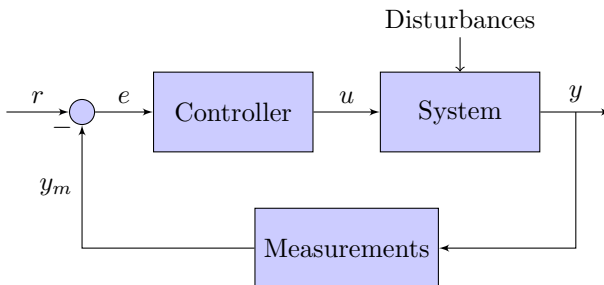 Disturbances
r
e
Controller
u
System
y
−
y_m
Measurements